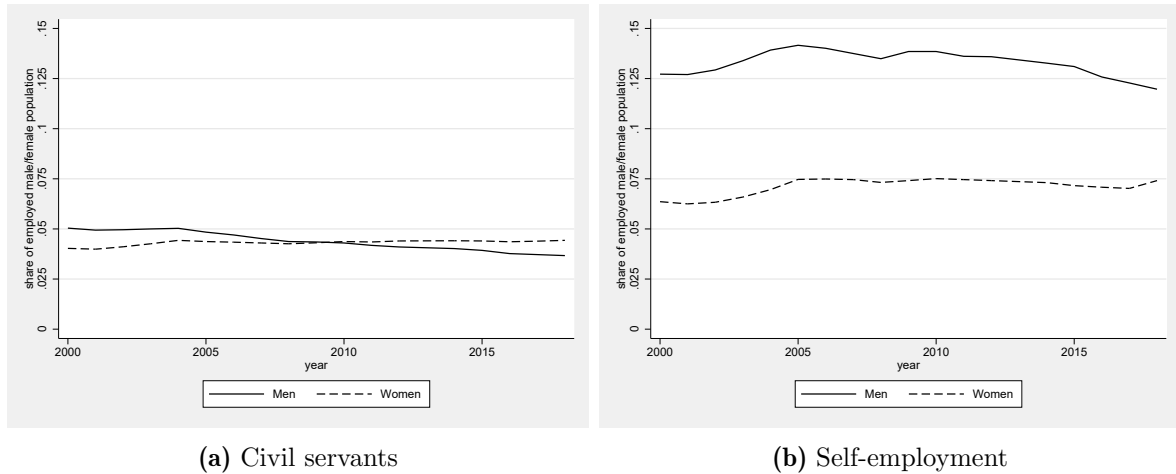 share of employed male/female population
.15
.125
.1
.075
.05
.025
0
2000 2005 2010 2015
year
Men Women
(a) Civil servants
share of employed male/female population
.15
.125
.1
.075
.05
.025
0
2000 2005 2010 2015
year
Men Women
(b) Self-employment